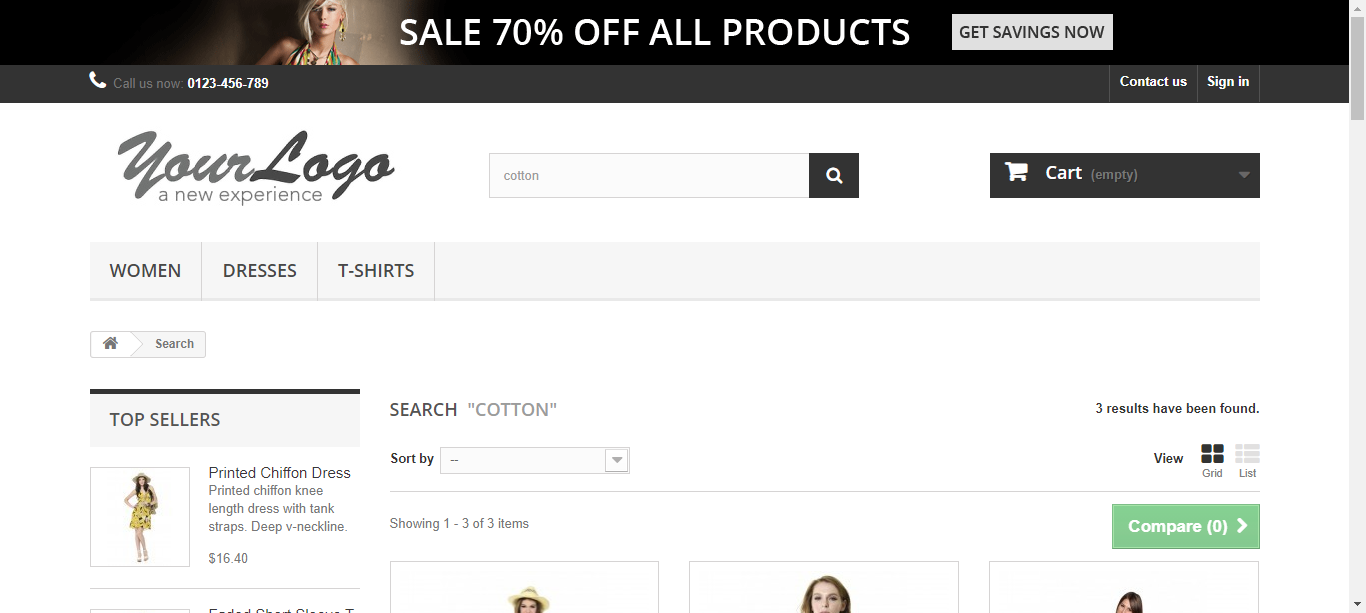 SALE 70% OFF ALL PRODUCTS
GET SAVINGS NOW
Call us now: 0123-456-789
Contact us
Sign in
YourLogo
a new experience
cotton
Cart (empty)
WOMEN
DRESSES
T-SHIRTS
Search
TOP SELLERS
Printed Chiffon Dress
Printed chiffon knee
length dress with tank
straps. Deep v-neckline.
$16.40
SEARCH "COTTON"
3 results have been found.
Sort by --
View
Grid
List
Showing 1 - 3 of 3 items
Compare (0)